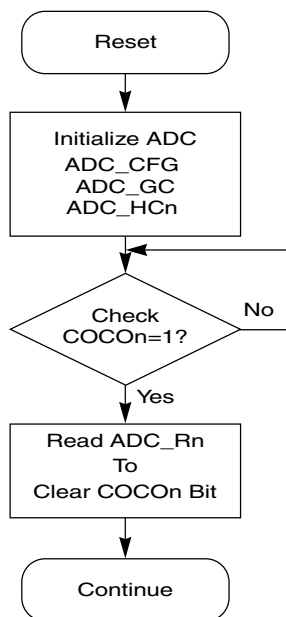 Reset
Initialize ADC
ADC_CFG
ADC_GC
ADC_HCn
Check
COCOn=1?
No
Yes
Read ADC_Rn
To
Clear COCOn Bit
Continue